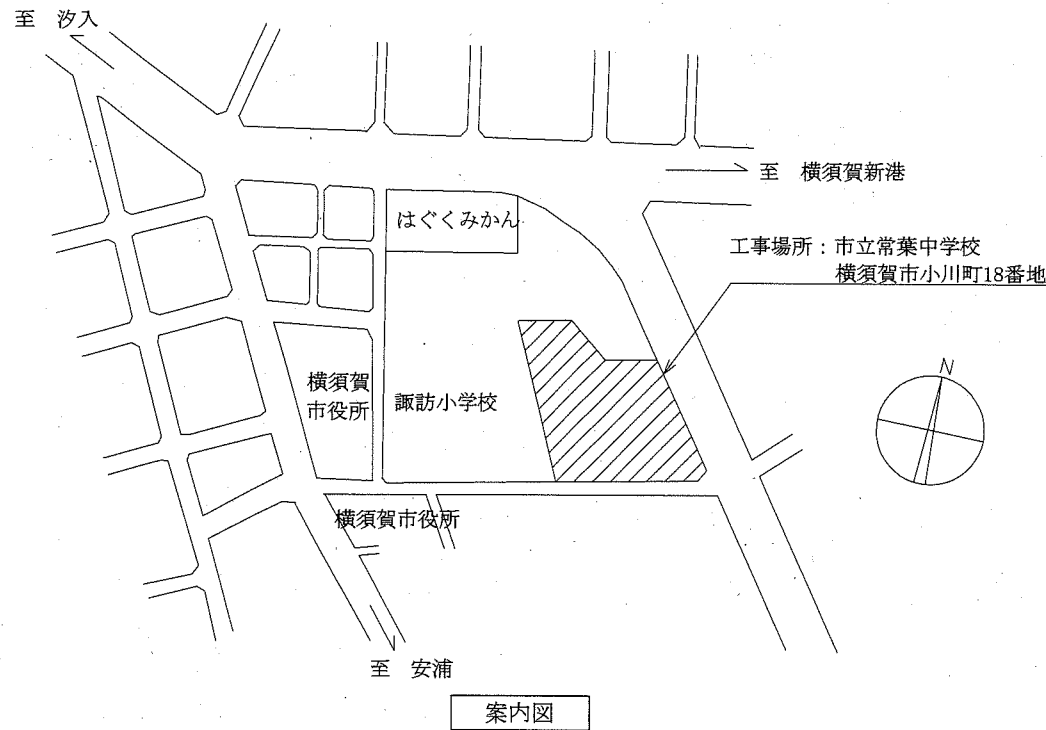 至 汐入
至 横須賀新港
はぐくみかん
工事場所：市立常葉中学校
横須賀市小川町18番地
横須賀
市役所
諏訪小学校
N
横須賀市役所
至 安浦
案内図